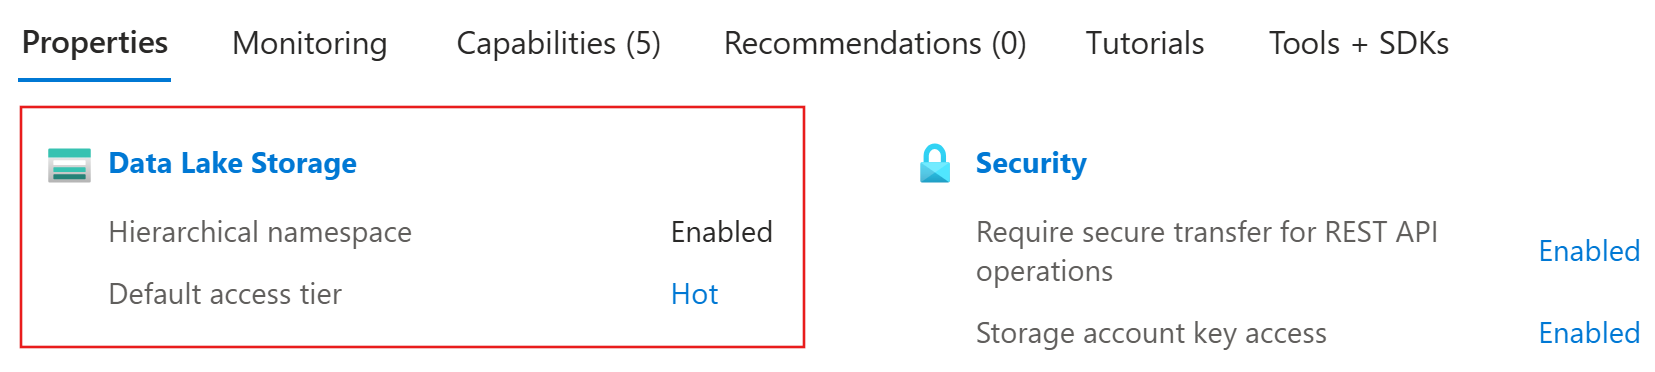 Properties Monitoring Capabilities (5) Recommendations (0) Tutorials Tools + SDKs
Data Lake Storage
Hierarchical namespace Enabled
Default access tier Hot
Security
Require secure transfer for REST API
operations Enabled
Storage account key access Enabled